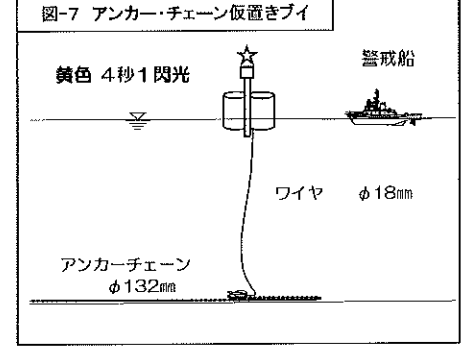 図-7 アンカー・チェーン仮置きブイ
黄色 4秒1閃光
警戒船
ワイヤ φ18㎜
アンカーチェーン
φ132㎜